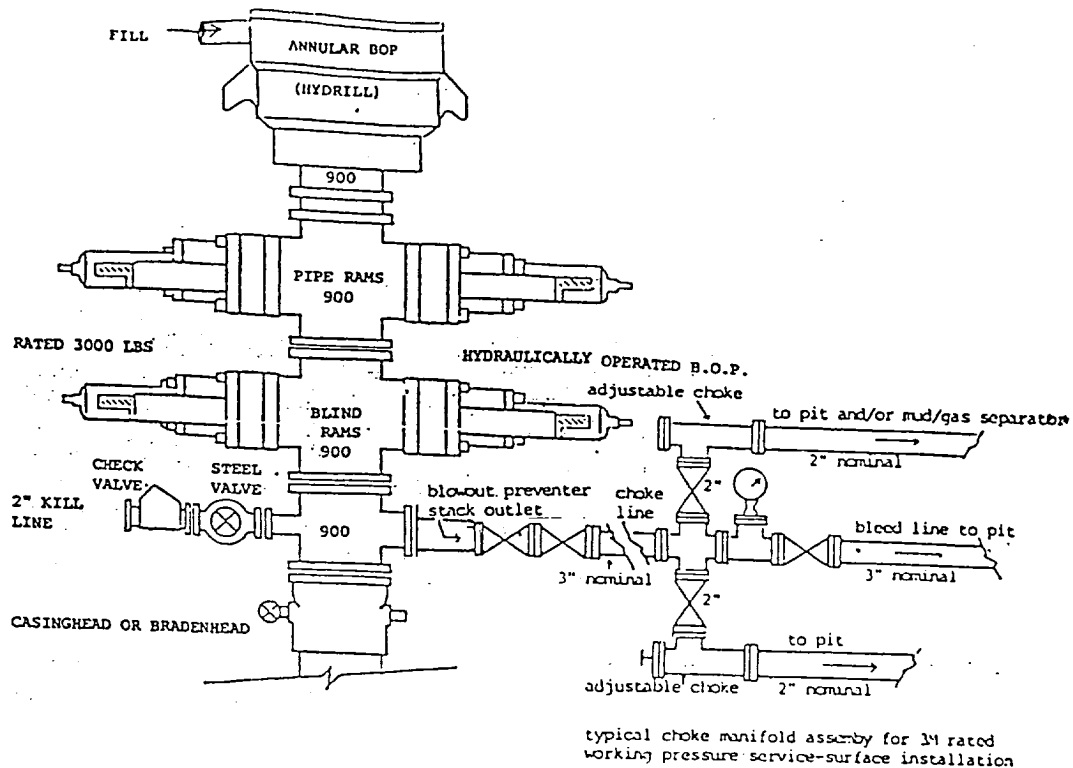 FILL
ANNULAR BOP
(HYDRILL)
900
PIPE RAMS
900
RATED 3000 LBS
HYDRAULICALLY OPERATED B.O.P.
adjustable choke
to pit and/or mud/gas separator
2" nominal
BLIND
RAMS
900
CHECK
VALVE
STEEL
VALVE
2" KILL
LINE
blowout preventer
stack outlet
choke
line
2"
900
bleed line to pit
3" nominal
3" nominal
2"
CASINGHEAD OR BRADENHEAD
to pit
adjustable choke
2" nominal
typical choke manifold assemby for 3M rated
working pressure service-surface installation